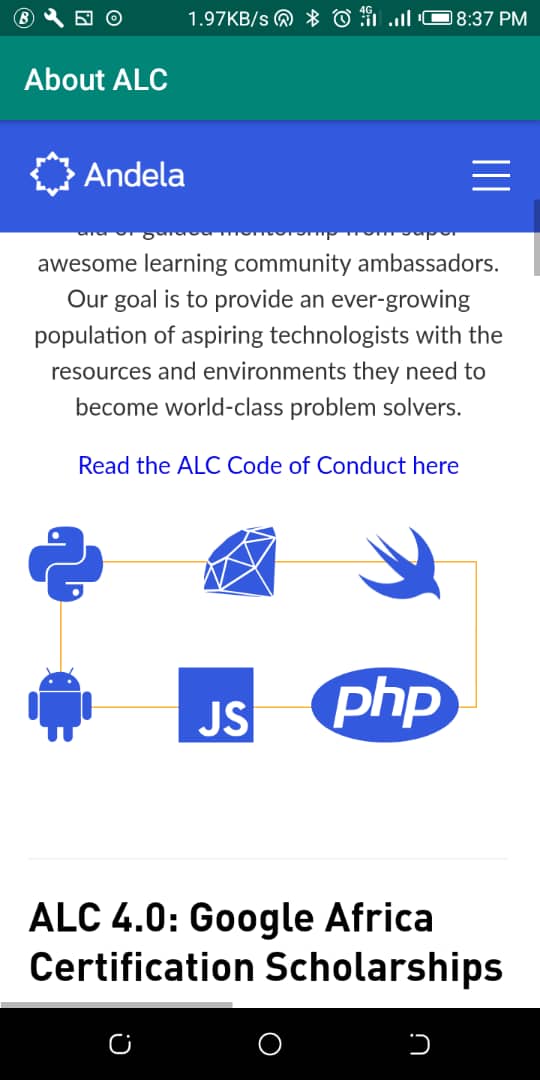 1.97KB/s 4G 8:37 PM
About ALC
Andela
awesome learning community ambassadors.
Our goal is to provide an ever-growing
population of aspiring technologists with the
resources and environments they need to
become world-class problem solvers.
Read the ALC Code of Conduct here
JS
php
ALC 4.0: Google Africa
Certification Scholarships